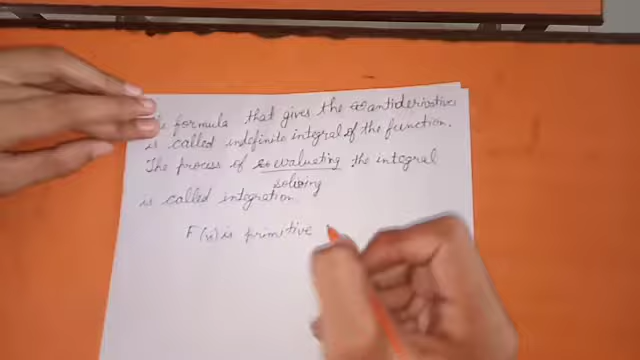 formula that gives the antiderivatives
is called indefinite integral of the function.
The process of evaluating the integral
solving
is called integration.
F(x) is primitive